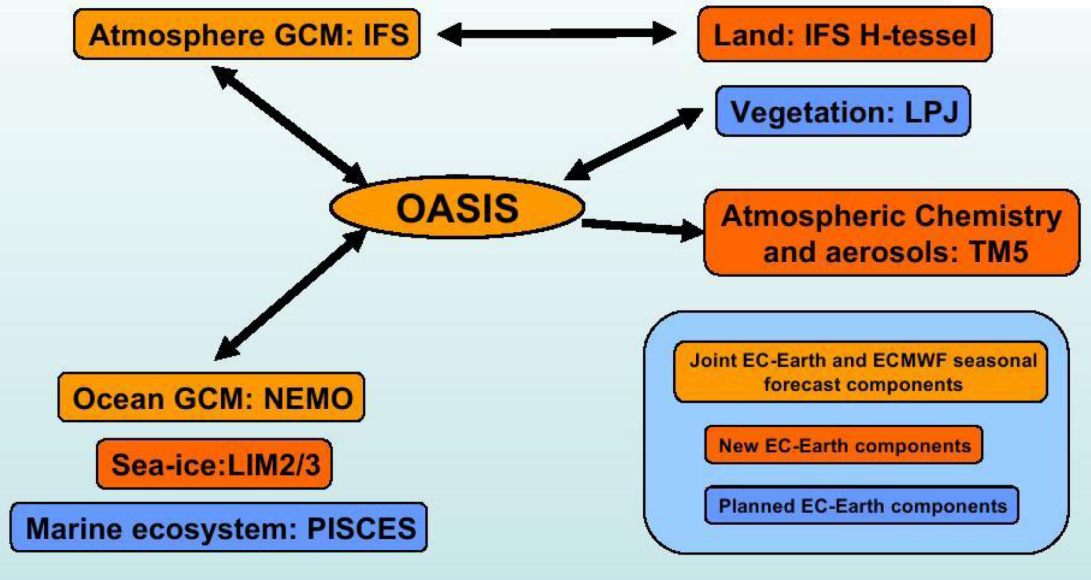 Atmosphere GCM: IFS
Land: IFS H-tessel
Vegetation: LPJ
OASIS
Atmospheric Chemistry
and aerosols: TM5
Ocean GCM: NEMO
Sea-ice:LIM2/3
Marine ecosystem: PISCES
Joint EC-Earth and ECMWF seasonal
forecast components
New EC-Earth components
Planned EC-Earth components